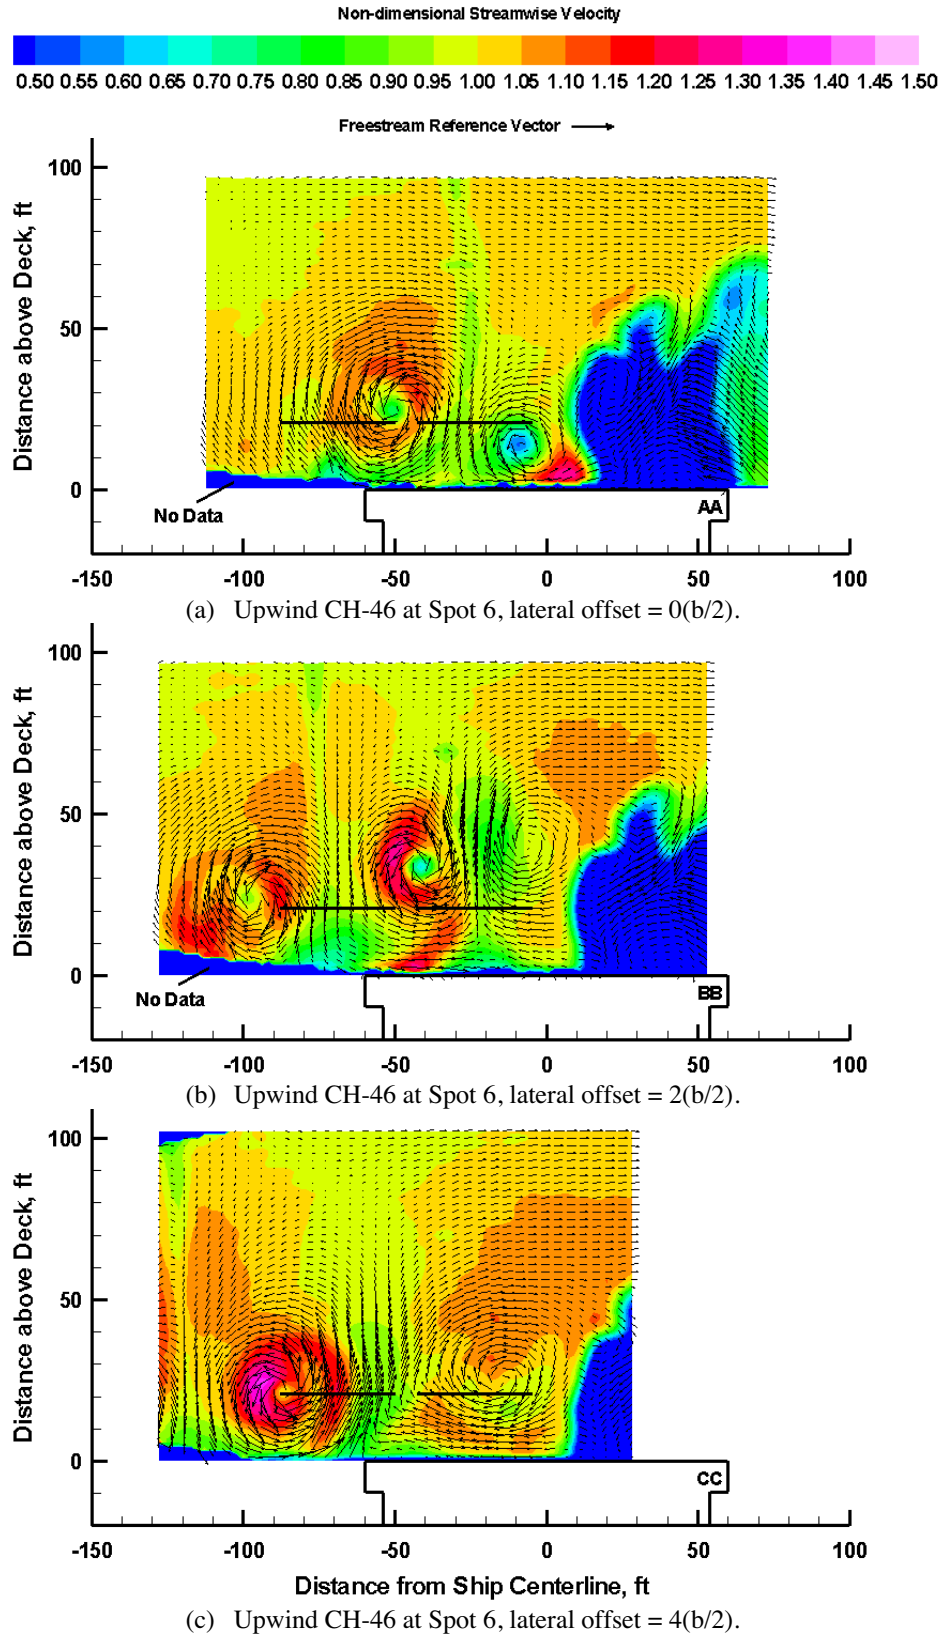 Non-dimensional Streamwise Velocity
0.50 0.55 0.60 0.65 0.70 0.75 0.80 0.85 0.90 0.95 1.00 1.05 1.10 1.15 1.20 1.25 1.30 1.35 1.40 1.45 1.50
Freestream Reference Vector
100
50
0
Distance above Deck, ft
No Data
AA
-150 -100 -50 0 50 100
(a) Upwind CH-46 at Spot 6, lateral offset = 0(b/2).
100
50
0
Distance above Deck, ft
No Data
BB
-150 -100 -50 0 50 100
(b) Upwind CH-46 at Spot 6, lateral offset = 2(b/2).
100
50
0
Distance above Deck, ft
CC
-150 -100 -50 0 50 100
Distance from Ship Centerline, ft
(c) Upwind CH-46 at Spot 6, lateral offset = 4(b/2).